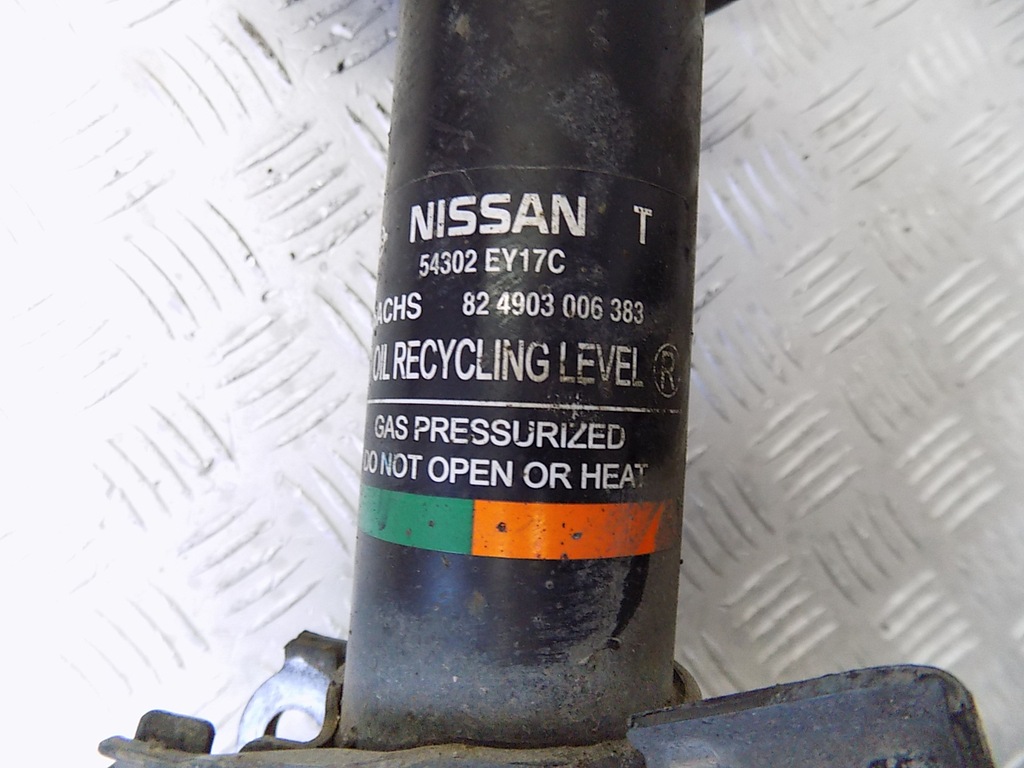 NISSAN T
54302 EY17C
ACHS 82 4903 006 383
OIL RECYCLING LEVEL Ⓡ
GAS PRESSURIZED
DO NOT OPEN OR HEAT